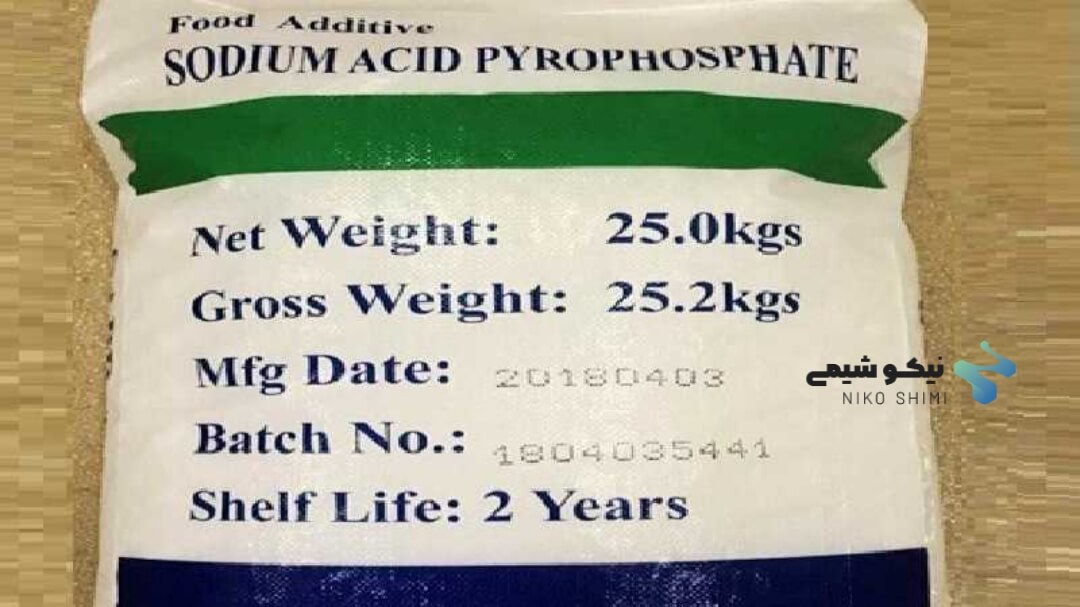 Food Additive
SODIUM ACID PYROPHOSPHATE
Net Weight: 25.0kgs
Gross Weight: 25.2kgs
Mfg Date: 20180403
Batch No.: 1804035441
Shelf Life: 2 Years
نیکو شیمی
NIKO SHIMI